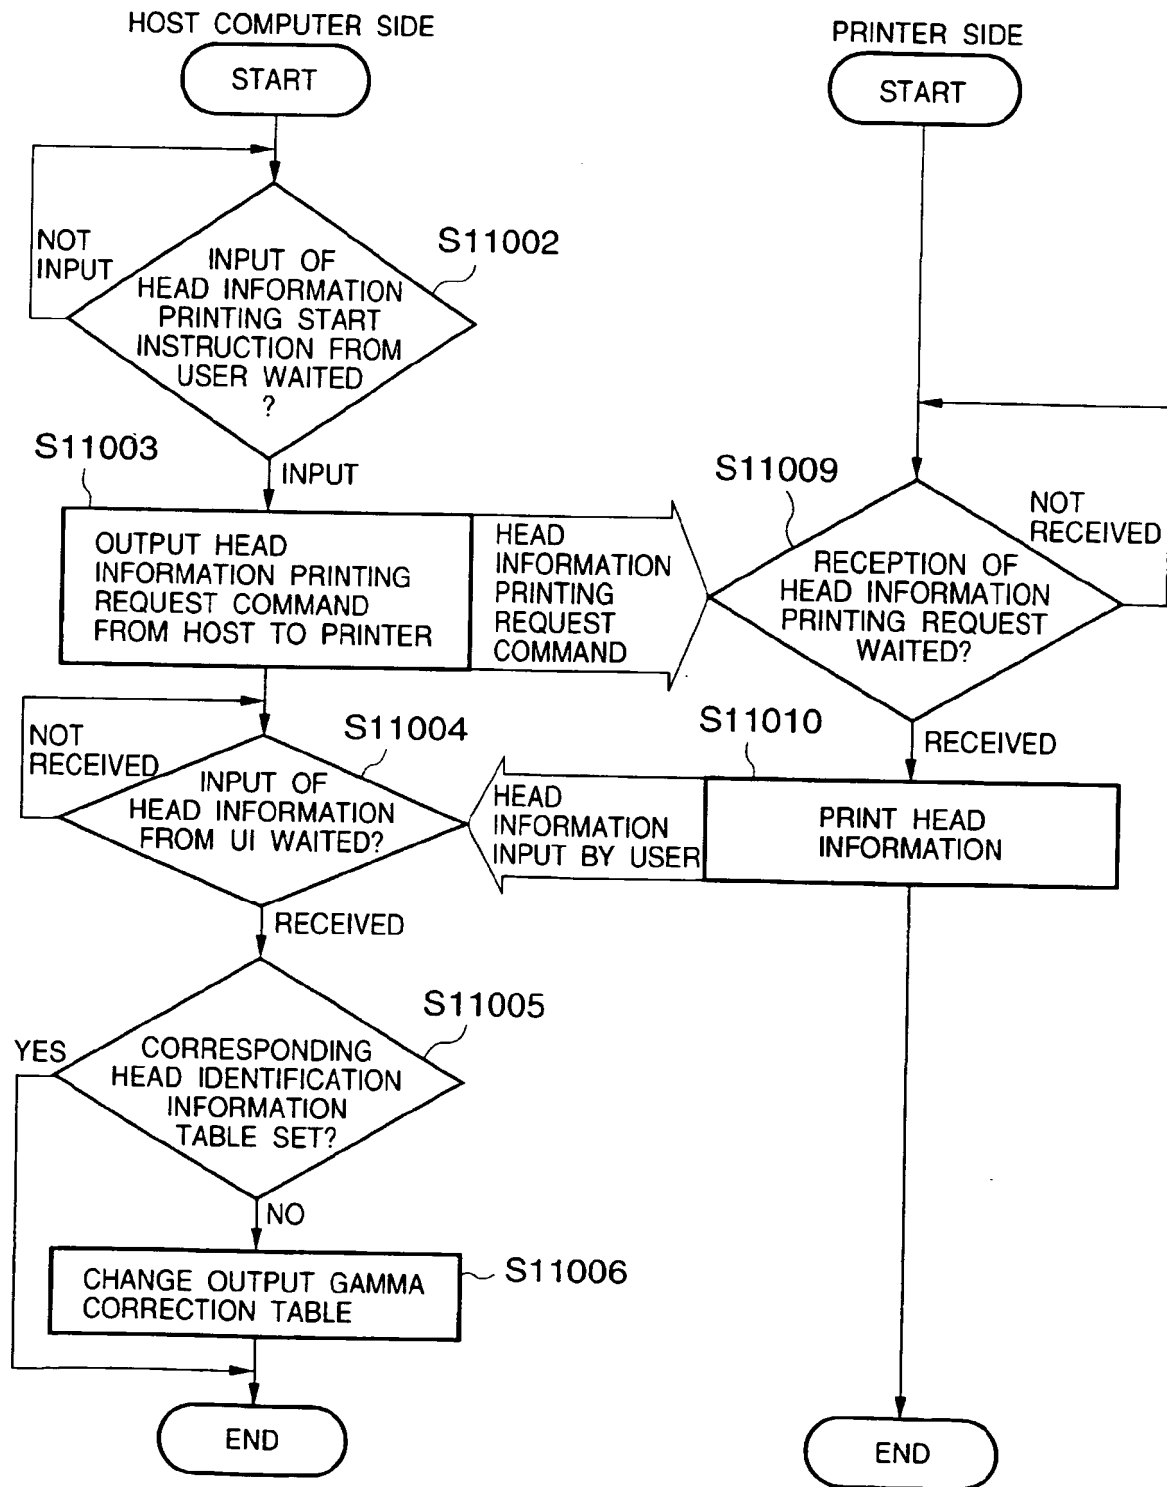 HOST COMPUTER SIDE
START
NOT
INPUT
S11002
INPUT OF
HEAD INFORMATION
PRINTING START
INSTRUCTION FROM
USER WAITED
?
INPUT
S11003
OUTPUT HEAD
INFORMATION PRINTING
REQUEST COMMAND
FROM HOST TO PRINTER
HEAD
INFORMATION
PRINTING
REQUEST
COMMAND
NOT
RECEIVED
S11004
INPUT OF
HEAD INFORMATION
FROM UI WAITED?
RECEIVED
S11005
YES
CORRESPONDING
HEAD IDENTIFICATION
INFORMATION
TABLE SET?
NO
CHANGE OUTPUT GAMMA
CORRECTION TABLE
S11006
END
PRINTER SIDE
START
S11009
NOT
RECEIVED
RECEPTION OF
HEAD INFORMATION
PRINTING REQUEST
WAITED?
RECEIVED
S11010
PRINT HEAD
INFORMATION
HEAD
INFORMATION
INPUT BY USER
END